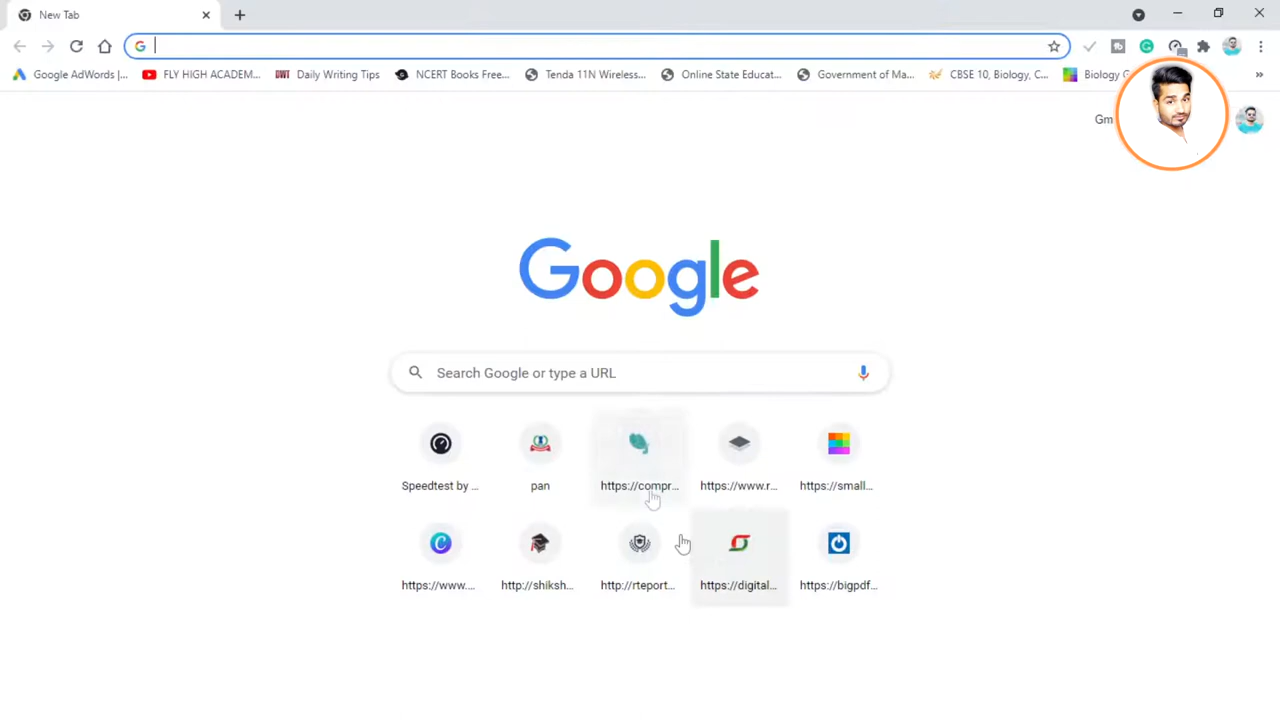 New Tab
Google AdWords |...
FLY HIGH ACADEM...
DWT Daily Writing Tips
NCERT Books Free...
Tenda 11N Wireless...
Online State Educat...
Government of Ma...
CBSE 10, Biology, C...
Biology
Gm
Google
Search Google or type a URL
Speedtest by ...
pan
https://compr...
https://www.r...
https://small...
https://www....
http://shiksh...
http://rteport...
https://digital...
https://bigpdf...